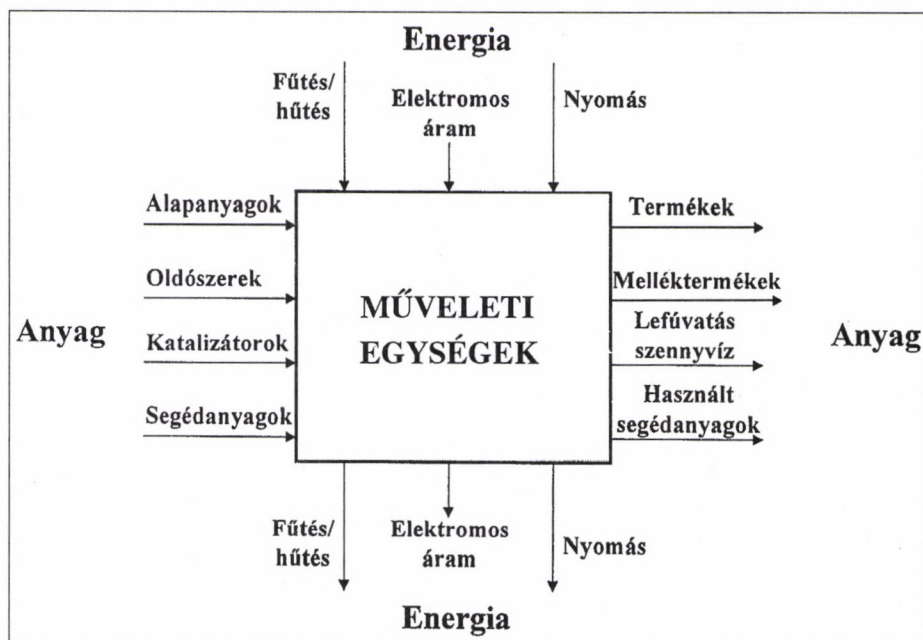 Energia
Fűtés/
hűtés
Elektromos
áram
Nyomás
Alapanyagok
Oldószerek
Katalizátorok
Segédanyagok
Anyag
MŰVELETI
EGYSÉGEK
Termékek
Melléktermékek
Lefúvatás
szennyvíz
Használt
segédanyagok
Anyag
Fűtés/
hűtés
Elektromos
áram
Nyomás
Energia